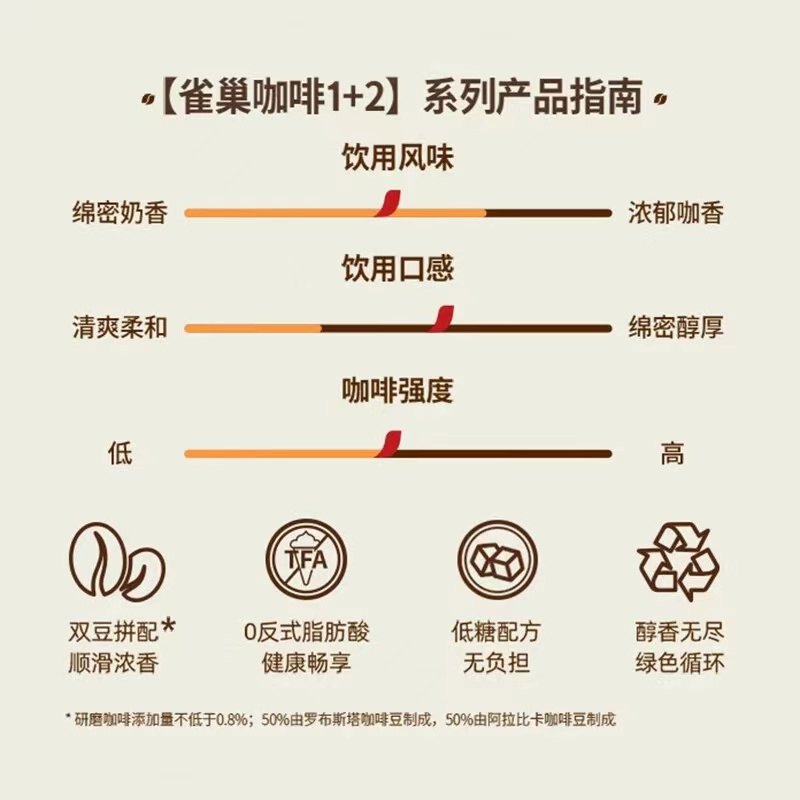 【雀巢咖啡1+2】系列产品指南
饮用风味
绵密奶香 浓郁咖香
饮用口感
清爽柔和 绵密醇厚
咖啡强度
低 高
TFA
双豆拼配* 0反式脂肪酸 低糖配方 醇香无尽
顺滑浓香 健康畅享 无负担 绿色循环
* 研磨咖啡添加量不低于0.8%；50%由罗布斯塔咖啡豆制成，50%由阿拉比卡咖啡豆制成